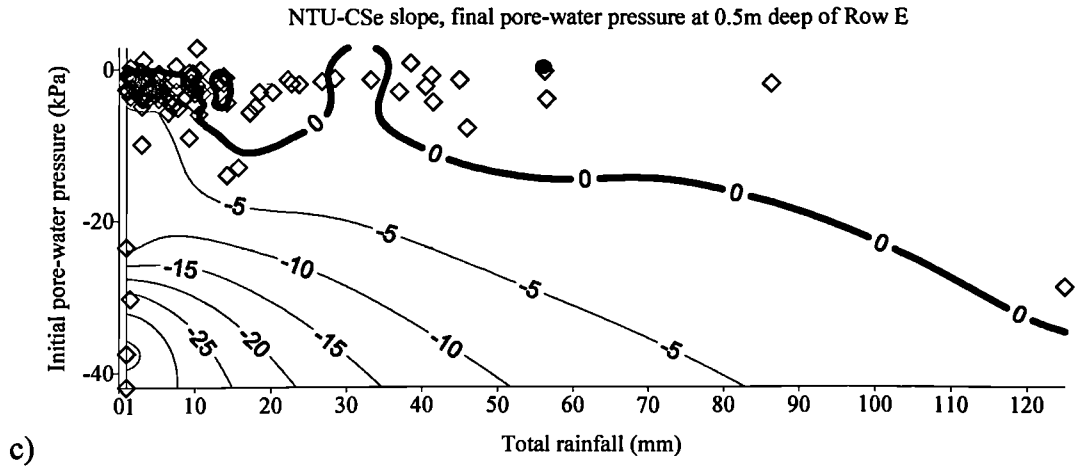 NTU-CSe slope, final pore-water pressure at 0.5m deep of Row E
Initial pore-water pressure (kPa)
0
-20
-40
0 0 0 0 0 0 0
-5 -5 -5 -5
-10 -10
-15 -15
-20
-25
01 10 20 30 40 50 60 70 80 90 100 110 120
Total rainfall (mm)
c)